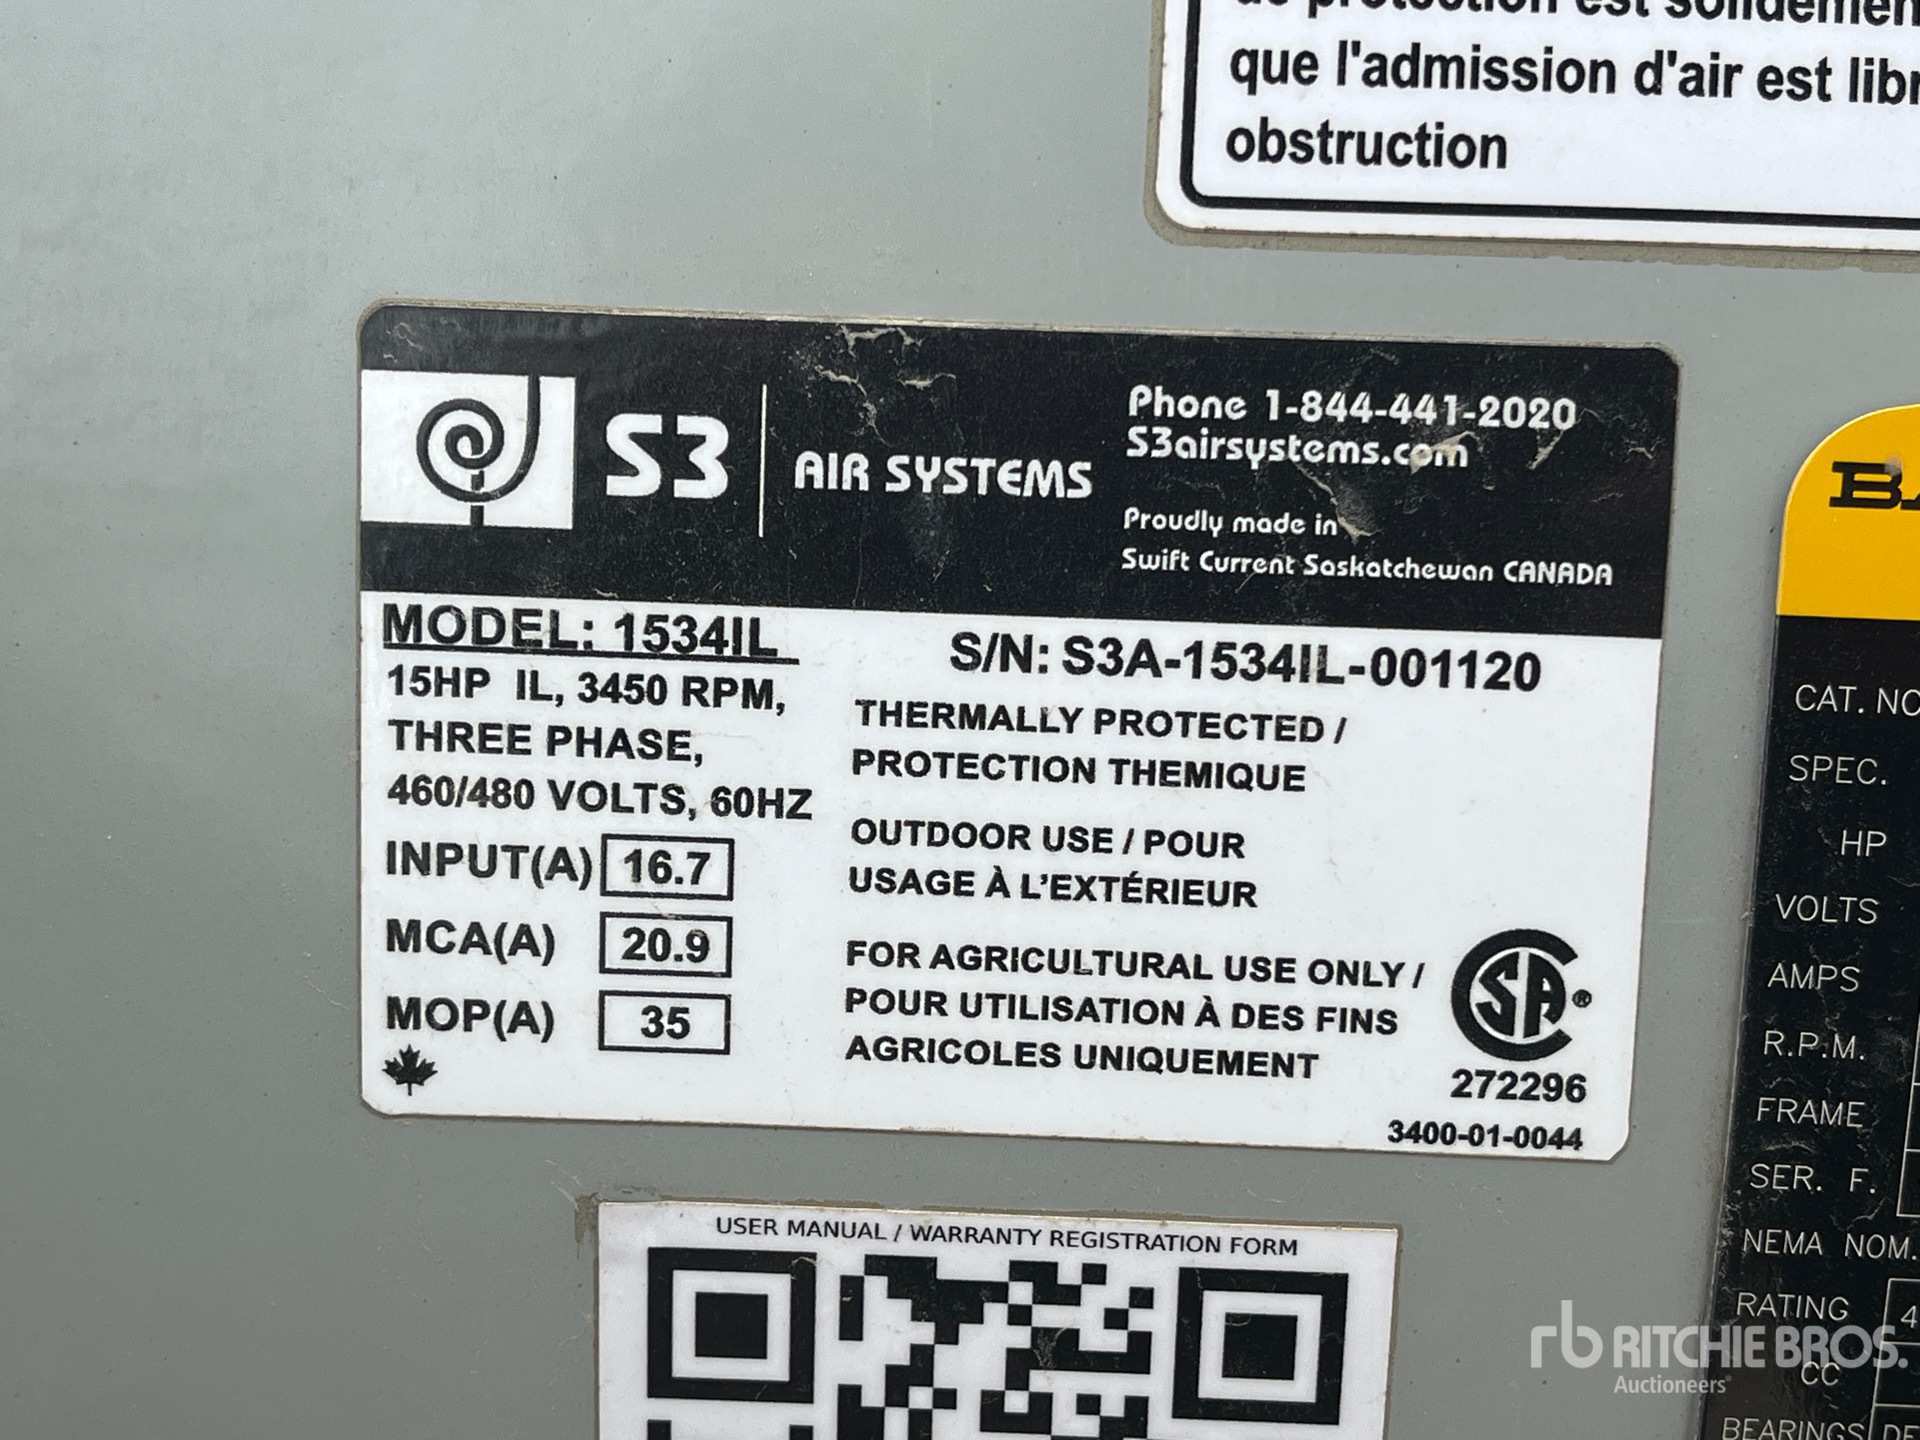 que l'admission d'air est
obstruction
S3 AIR SYSTEMS
Phone 1-844-441-2020
S3airsystems.com
Proudly made in
Swift Current Saskatchewan CANADA
MODEL: 1534IL
15HP IL, 3450 RPM,
THREE PHASE,
460/480 VOLTS, 60HZ
INPUT(A) 16.7
MCA(A) 20.9
MOP(A) 35
S/N: S3A-1534IL-001120
THERMALLY PROTECTED /
PROTECTION THEMIQUE
OUTDOOR USE / POUR
USAGE À L'EXTÉRIEUR
FOR AGRICULTURAL USE ONLY /
POUR UTILISATION À DES FINS
AGRICOLES UNIQUEMENT
CSA®
272296
3400-01-0044
USER MANUAL / WARRANTY REGISTRATION FORM
CAT. NO
SPEC.
HP
VOLTS
AMPS
R.P.M.
FRAME
SER. F.
NEMA NOM.
RATING 4
CC
BEARINGS DE
rb RITCHIE BROS.
Auctioneers